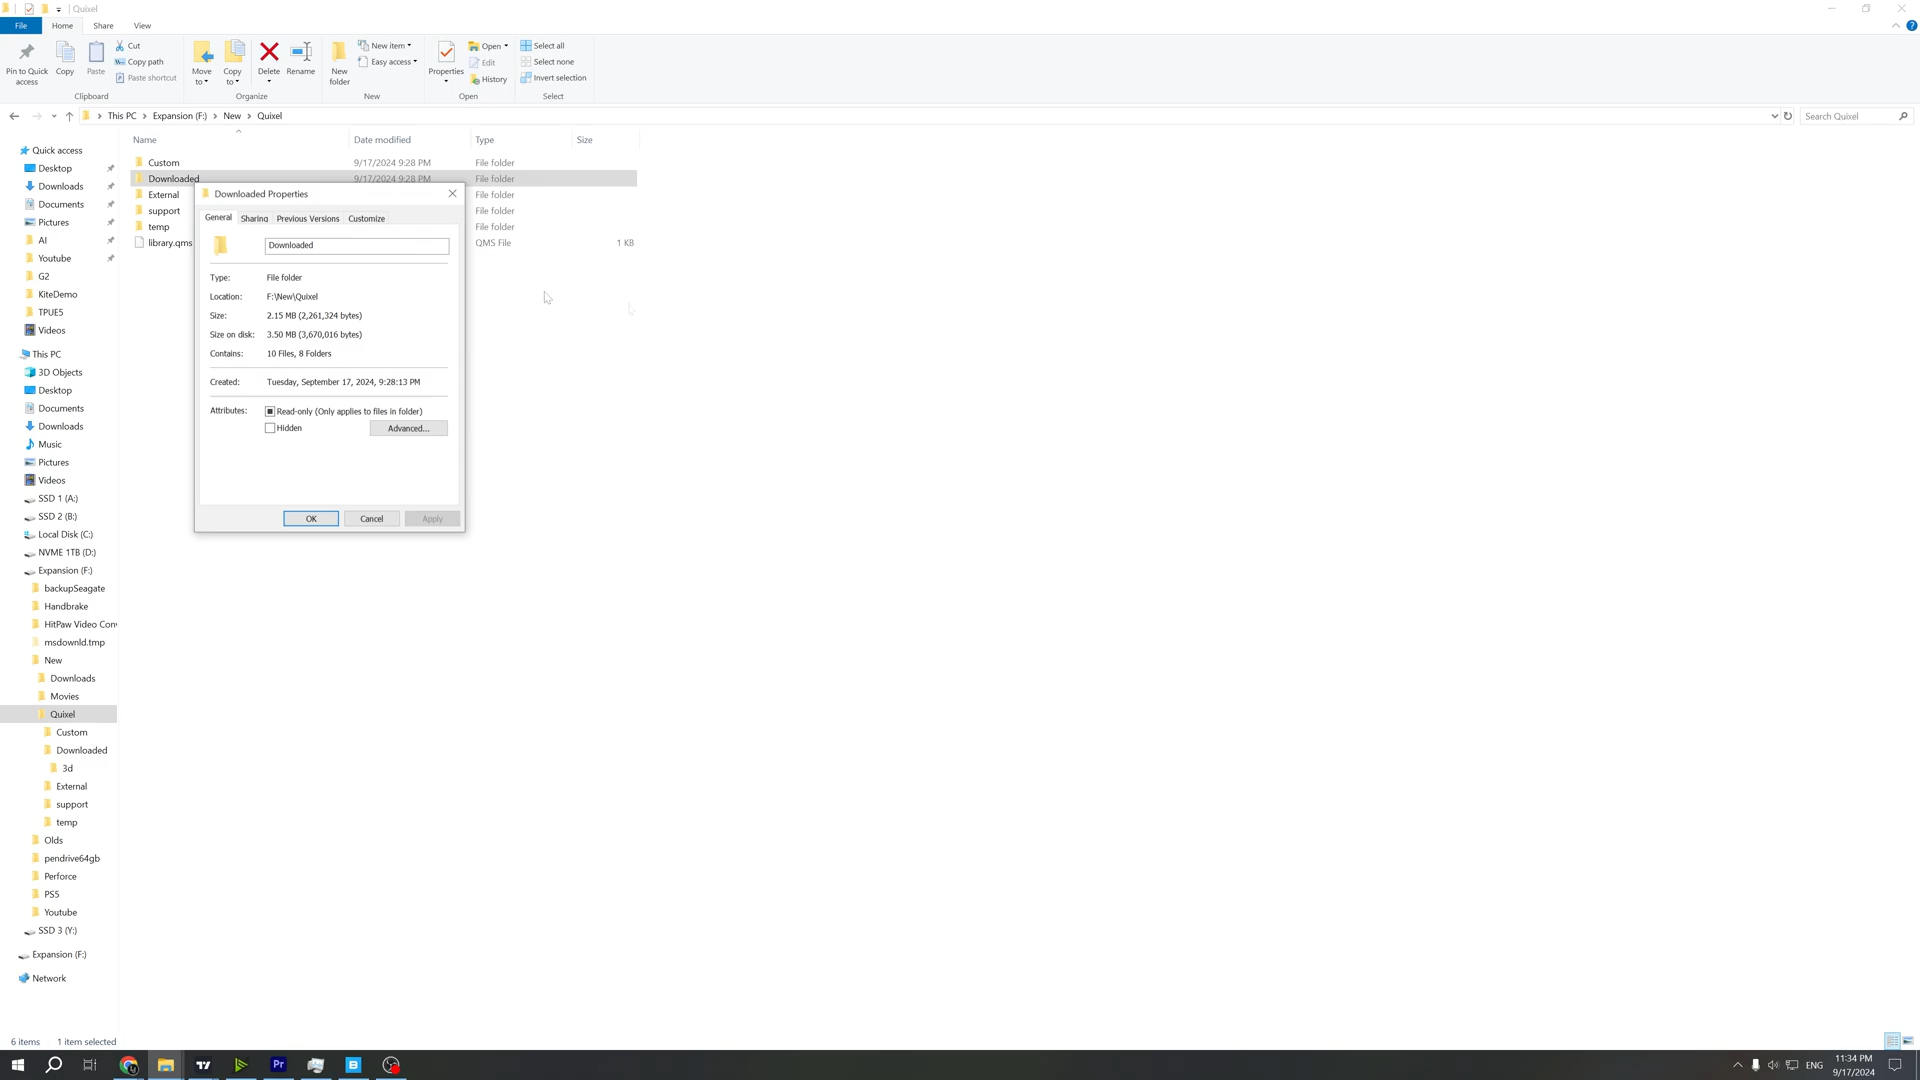 Quixel
File
Home
Share
View
Pin to Quick access
Copy
Paste
Cut
Copy path
Paste shortcut
Clipboard
Move to
Copy to
Delete
Rename
Organize
New folder
New item
Easy access
New
Properties
Open
Edit
History
Open
Select all
Select none
Invert selection
Select
This PC > Expansion (F:) > New > Quixel
Search Quixel
Name Date modified Type Size
Custom 9/17/2024 9:28 PM File folder
Downloaded 9/17/2024 9:28 PM File folder
External File folder
support File folder
temp File folder
library.qms QMS File 1 KB
Downloaded Properties
General Sharing Previous Versions Customize
Downloaded
Type: File folder
Location: F:\New\Quixel
Size: 2.15 MB (2,261,324 bytes)
Size on disk: 3.50 MB (3,670,016 bytes)
Contains: 10 Files, 8 Folders
Created: Tuesday, September 17, 2024, 9:28:13 PM
Attributes: Read-only (Only applies to files in folder)
Hidden
Advanced...
OK Cancel Apply
Quick access
Desktop
Downloads
Documents
Pictures
AI
Youtube
G2
KiteDemo
TPUE5
Videos
This PC
3D Objects
Desktop
Documents
Downloads
Music
Pictures
Videos
SSD 1 (A:)
SSD 2 (B:)
Local Disk (C:)
NVME 1TB (D:)
Expansion (F:)
backupSeagate
Handbrake
HitPaw Video Conv
msdownld.tmp
New
Downloads
Movies
Quixel
Custom
Downloaded
3d
External
support
temp
Olds
pendrive64gb
Perforce
PS5
Youtube
SSD 3 (Y:)
Expansion (F:)
Network
6 items 1 item selected
Pr
ENG
11:34 PM
9/17/2024